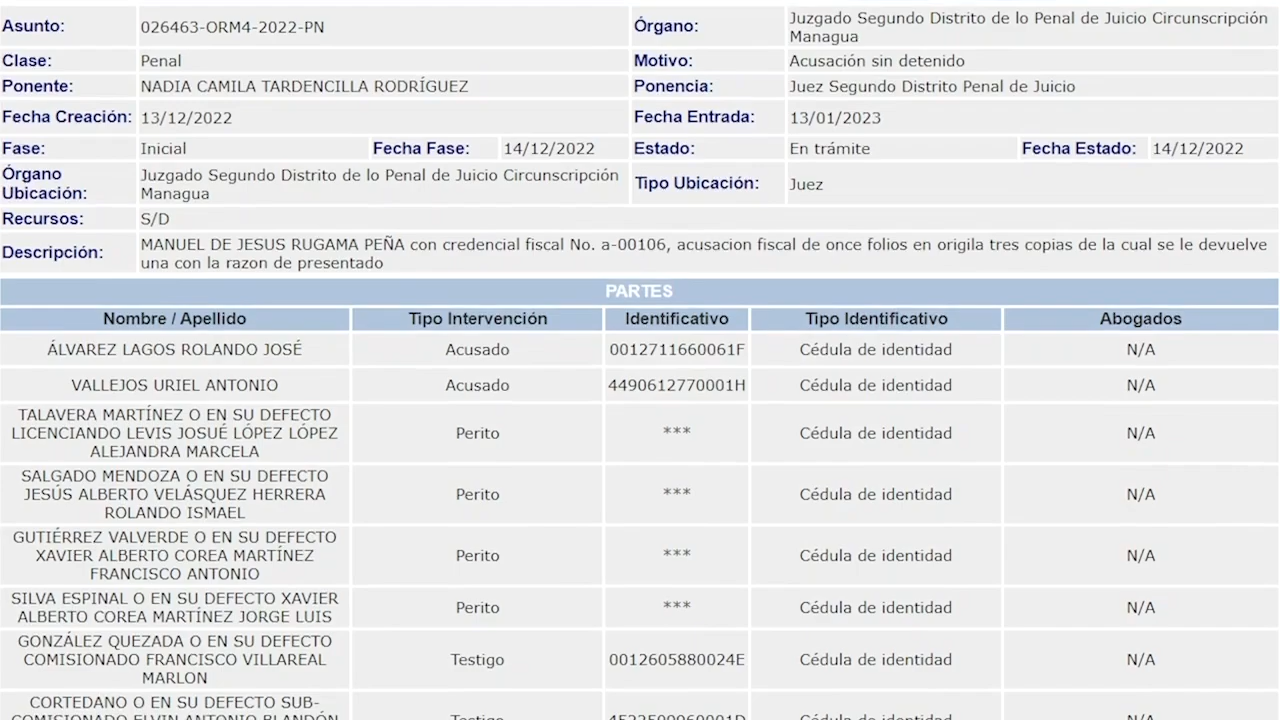 Asunto: 026463-ORM4-2022-PN Órgano: Juzgado Segundo Distrito de lo Penal de Juicio Circunscripción
Managua
Clase: Penal Motivo: Acusación sin detenido
Ponente: NADIA CAMILA TARDENCILLA RODRÍGUEZ Ponencia: Juez Segundo Distrito Penal de Juicio
Fecha Creación: 13/12/2022 Fecha Entrada: 13/01/2023
Fase: Inicial Fecha Fase: 14/12/2022 Estado: En trámite Fecha Estado: 14/12/2022
Órgano
Ubicación: Juzgado Segundo Distrito de lo Penal de Juicio Circunscripción
Managua Tipo Ubicación: Juez
Recursos: S/D
Descripción: MANUEL DE JESUS RUGAMA PEÑA con credencial fiscal No. a-00106, acusacion fiscal de once folios en origila tres copias de la cual se le devuelve
una con la razon de presentado
PARTES
Nombre / Apellido Tipo Intervención Identificativo Tipo Identificativo Abogados
ÁLVAREZ LAGOS ROLANDO JOSÉ Acusado 0012711660061F Cédula de identidad N/A
VALLEJOS URIEL ANTONIO Acusado 4490612770001H Cédula de identidad N/A
TALAVERA MARTÍNEZ O EN SU DEFECTO
LICENCIANDO LEVIS JOSUÉ LÓPEZ LÓPEZ
ALEJANDRA MARCELA Perito *** Cédula de identidad N/A
SALGADO MENDOZA O EN SU DEFECTO
JESÚS ALBERTO VELÁSQUEZ HERRERA
ROLANDO ISMAEL Perito *** Cédula de identidad N/A
GUTIÉRREZ VALVERDE O EN SU DEFECTO
XAVIER ALBERTO COREA MARTÍNEZ
FRANCISCO ANTONIO Perito *** Cédula de identidad N/A
SILVA ESPINAL O EN SU DEFECTO XAVIER
ALBERTO COREA MARTÍNEZ JORGE LUIS Perito *** Cédula de identidad N/A
GONZÁLEZ QUEZADA O EN SU DEFECTO
COMISIONADO FRANCISCO VILLAREAL
MARLON Testigo 0012605880024E Cédula de identidad N/A
CORTEDANO O EN SU DEFECTO SUB-
COMISIONADO ELVIN ANTONIO BLANDÓN Testigo Cédula de identidad N/A